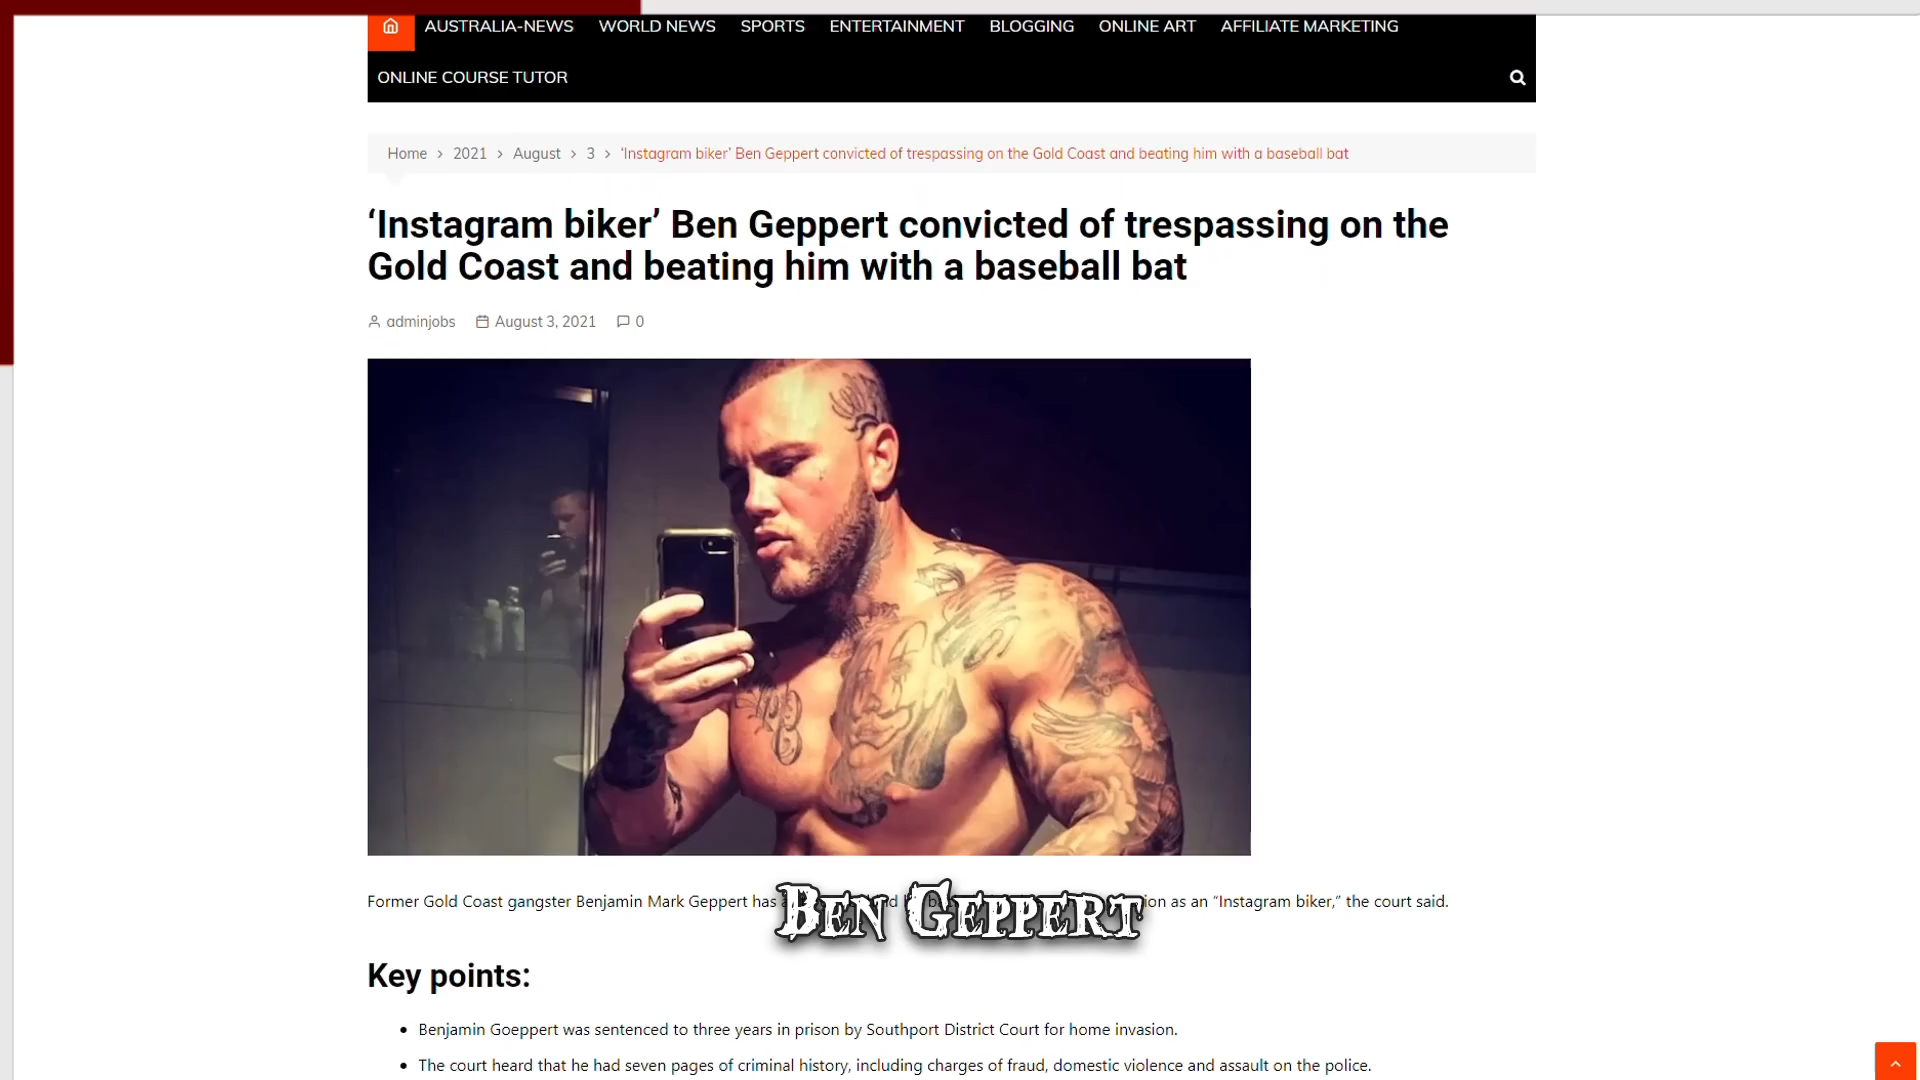 AUSTRALIA-NEWS WORLD NEWS SPORTS ENTERTAINMENT BLOGGING ONLINE ART AFFILIATE MARKETING
ONLINE COURSE TUTOR
Home > 2021 > August > 3 > ‘Instagram biker’ Ben Geppert convicted of trespassing on the Gold Coast and beating him with a baseball bat
‘Instagram biker’ Ben Geppert convicted of trespassing on the
Gold Coast and beating him with a baseball bat
adminjobs August 3, 2021 0
Former Gold Coast gangster Benjamin Mark Geppert has as an “Instagram biker,” the court said.
Ben Geppert
Key points:
• Benjamin Goeppert was sentenced to three years in prison by Southport District Court for home invasion.
• The court heard that he had seven pages of criminal history, including charges of fraud, domestic violence and assault on the police.